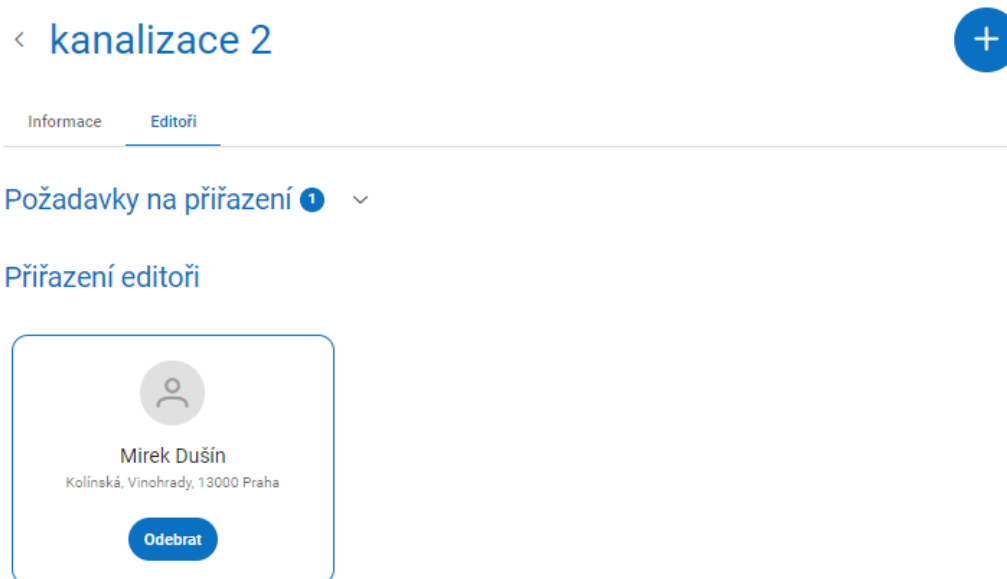 kanalizace 2
Informace Editoři
Požadavky na přiřazení 1
Přiřazení editoři
Mirek Dušín
Kolínská, Vinohrady, 13000 Praha
Odebrat